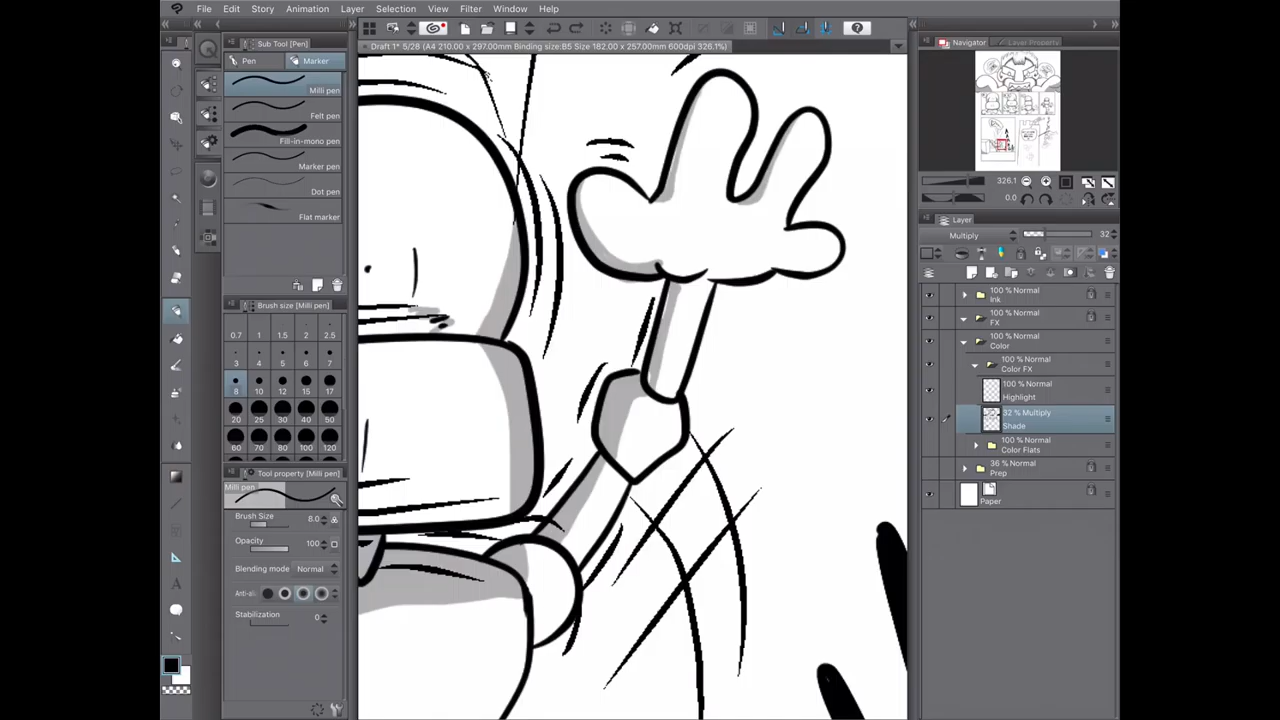 File Edit Story Animation Layer Selection View Filter Window Help
Sub Tool [Pen]
Draft 1* 5/28 (A4 210.00 x 297.00mm Binding size:B5 Size 182.00 x 257.00mm 600dpi 326.1%)
Pen Marker
Milli pen
Felt pen
Fill-in-mono pen
Marker pen
Dot pen
Flat marker
Brush size [Milli pen]
0.7 1 1.5 2 2.5
3 4 5 6 7
8 10 12 15 17
20 25 30 40 50
60 70 80 100 120
Tool property [Milli pen]
Milli pen
Brush Size 8.0
Opacity 100
Blending mode Normal
Stabilization 0
Navigator Layer Property
326.1
0.0
Layer
Multiply 32
100 % Normal
Ink
100 % Normal
FX
100 % Normal
Color
100 % Normal
Color FX
100 % Normal
Highlight
32 % Multiply
Shade
100 % Normal
Color Flats
36 % Normal
Prep
Paper